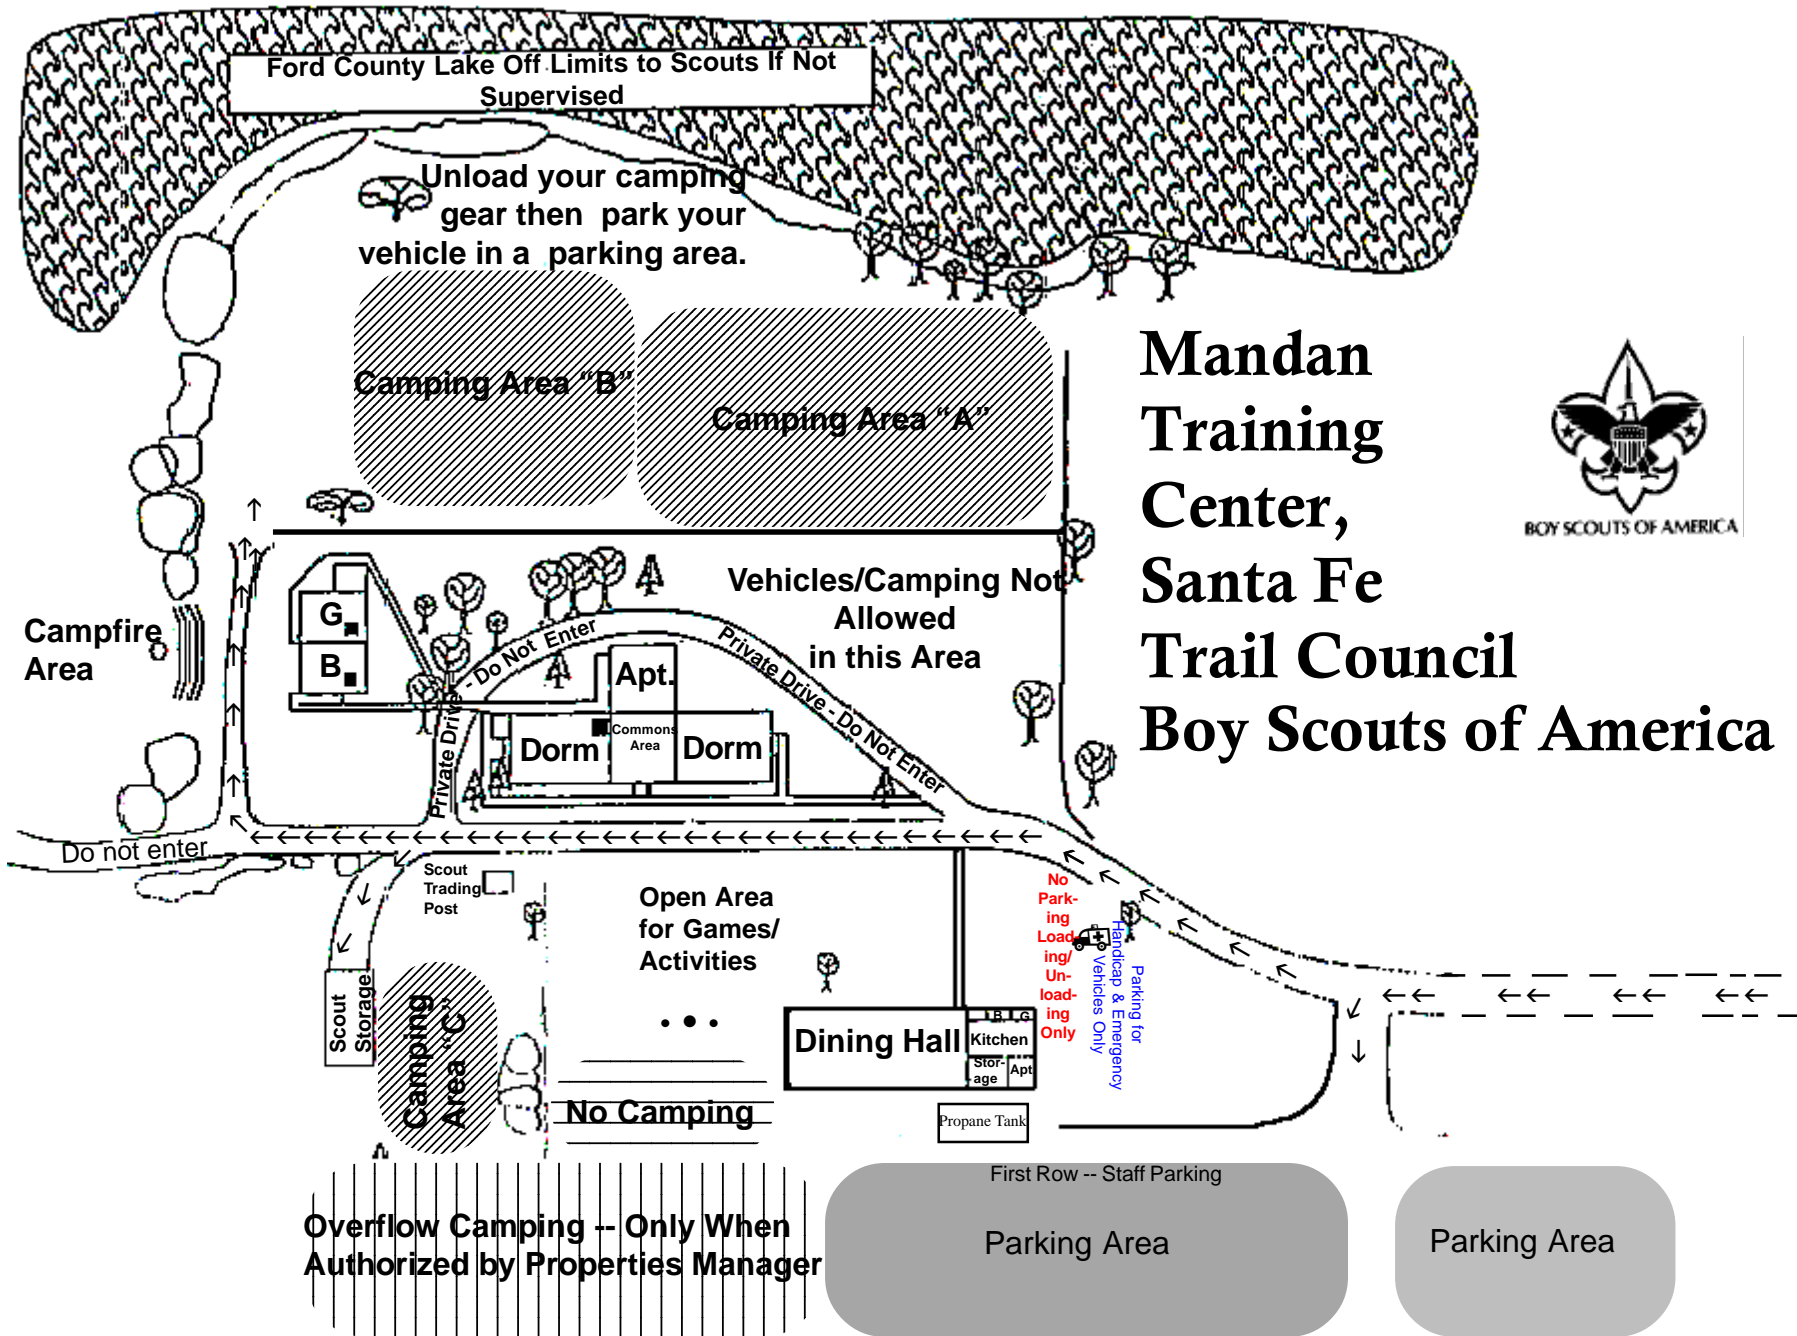 Ford County Lake Off Limits to Scouts If Not
Supervised
Unload your camping
gear then park your
vehicle in a parking area.
Camping Area “B”
Camping Area “A”
Mandan
Training
Center,
Santa Fe
Trail Council
Boy Scouts of America
BOY SCOUTS OF AMERICA
Vehicles/Camping Not
Allowed
in this Area
Campfire
Area
G
B
Private Drive - Do Not Enter
Private Drive - Do Not Enter
Apt.
Dorm
Commons
Area
Dorm
Do not enter
Scout
Trading
Post
Open Area
for Games/
Activities
No
Park-
ing
Load-
ing/
Un-
load-
ing
Only
Parking for
Handicap & Emergency
Vehicles Only
Scout
Storage
Camping
Area “C”
Dining Hall
B
G
Kitchen
Stor-
age
Apt
No Camping
Propane Tank
First Row -- Staff Parking
Overflow Camping -- Only When
Authorized by Properties Manager
Parking Area
Parking Area